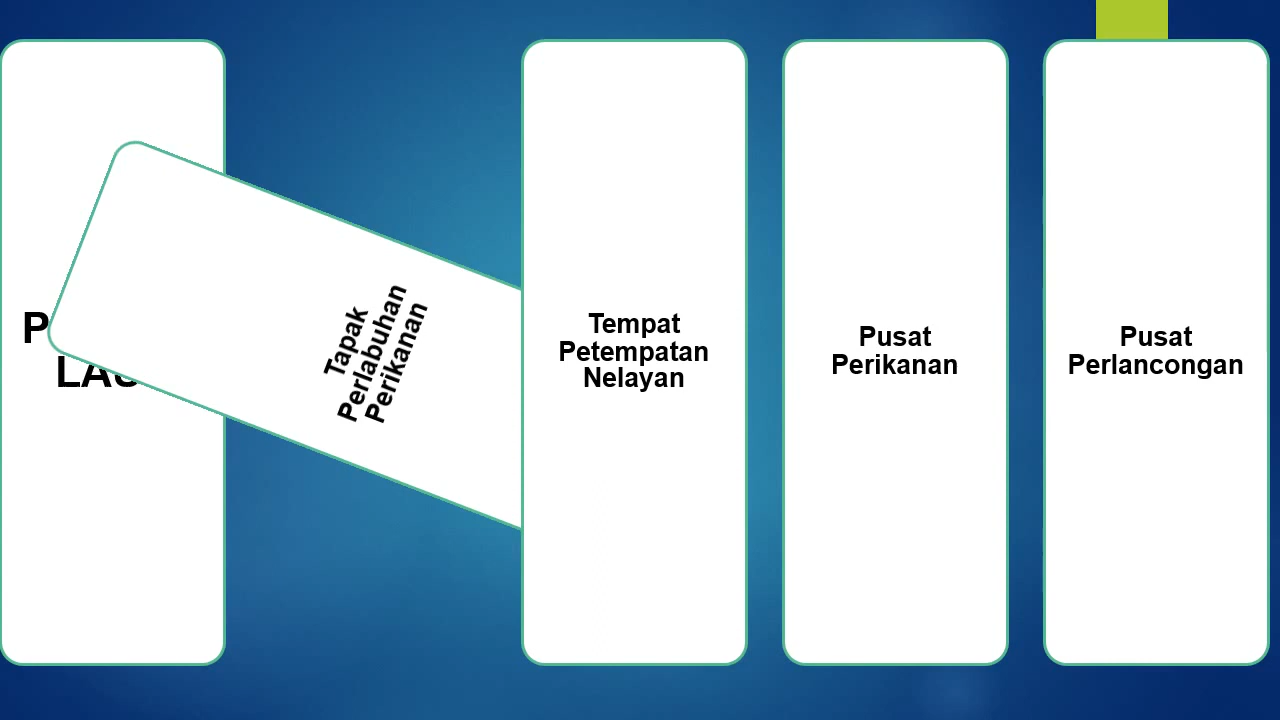 Tapak
Perlabuhan
Perikanan
Tempat
Petempatan
Nelayan
Pusat
Perikanan
Pusat
Perlancongan